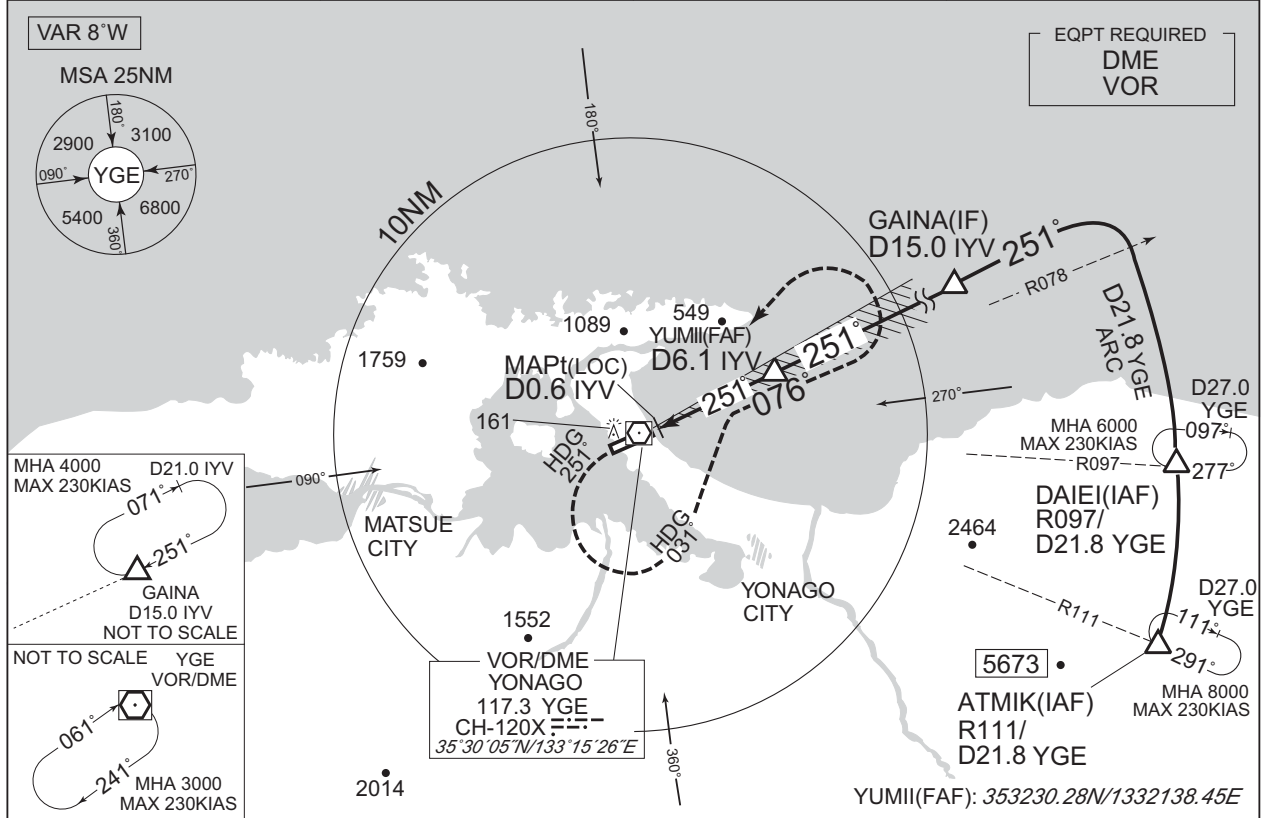 VAR 8°W
MSA 25NM
180°
2900
3100
090°
YGE
270°
5400
6800
360°
EQPT REQUIRED
DME
VOR
180°
10NM
GAINA(IF)
D15.0 IYV
251°
R078
D21.8 YGE
ARC
549
1089
YUMII(FAF)
D6.1 IYV
251°
1759
MAPt(LOC)
D0.6 IYV
251°
076°
270°
161
HDG
251°
HDG
031°
090°
MATSUE
CITY
YONAGO
CITY
D27.0
YGE
MHA 6000
MAX 230KIAS
097°
R097
277°
DAIEI(IAF)
R097/
D21.8 YGE
2464
R111
D27.0
YGE
111°
291°
MHA 8000
MAX 230KIAS
5673
ATMIK(IAF)
R111/
D21.8 YGE
MHA 4000
MAX 230KIAS
D21.0 IYV
071°
251°
GAINA
D15.0 IYV
NOT TO SCALE
NOT TO SCALE
YGE
VOR/DME
061°
241°
MHA 3000
MAX 230KIAS
1552
VOR/DME
YONAGO
117.3 YGE
CH-120X
35°30′05″N/133°15′26″E
360°
2014
YUMII(FAF): 353230.28N/1332138.45E